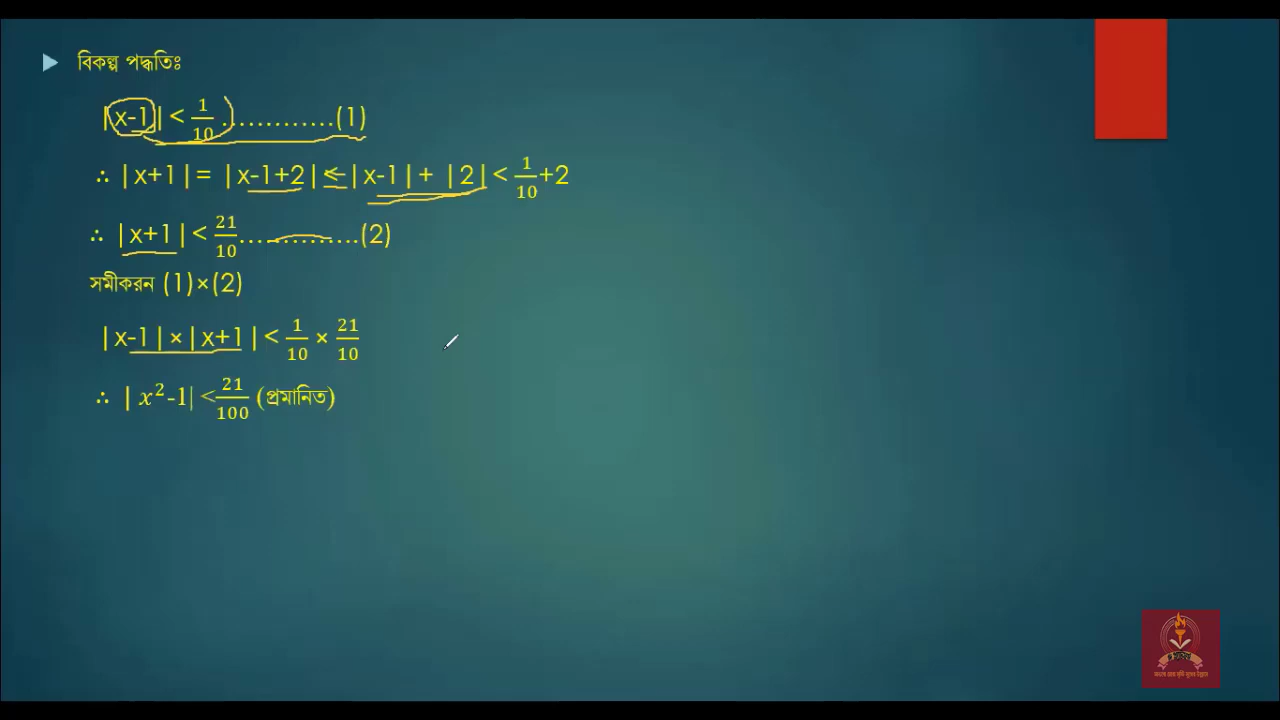 বিকল্প পদ্ধতিঃ
|x-1| < 1/10 …………(1)
∴ |x+1| = |x-1+2| ≤ |x-1| + |2| < 1/10 +2
∴ |x+1| < 21/10 …………(2)
সমীকরন (1)×(2)
|x-1| × |x+1| < 1/10 × 21/10
∴ | x²-1| < 21/100 (প্রমানিত)